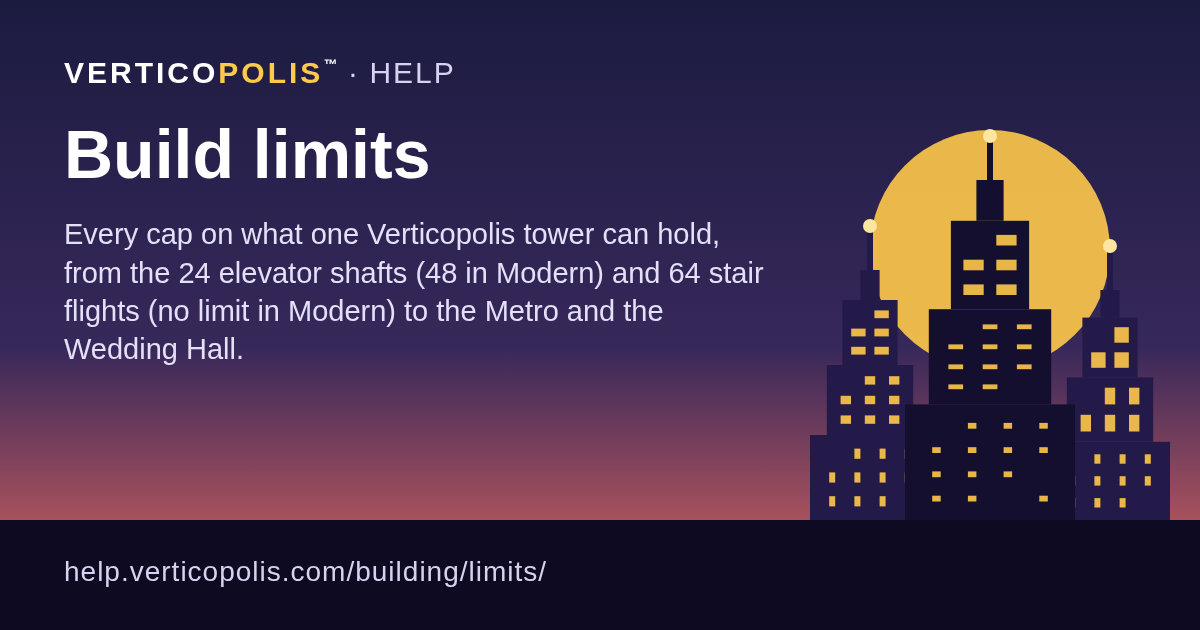 VERTICOPOLIS™ · HELP
Build limits
Every cap on what one Verticopolis tower can hold,
from the 24 elevator shafts (48 in Modern) and 64 stair
flights (no limit in Modern) to the Metro and the
Wedding Hall.
help.verticopolis.com/building/limits/